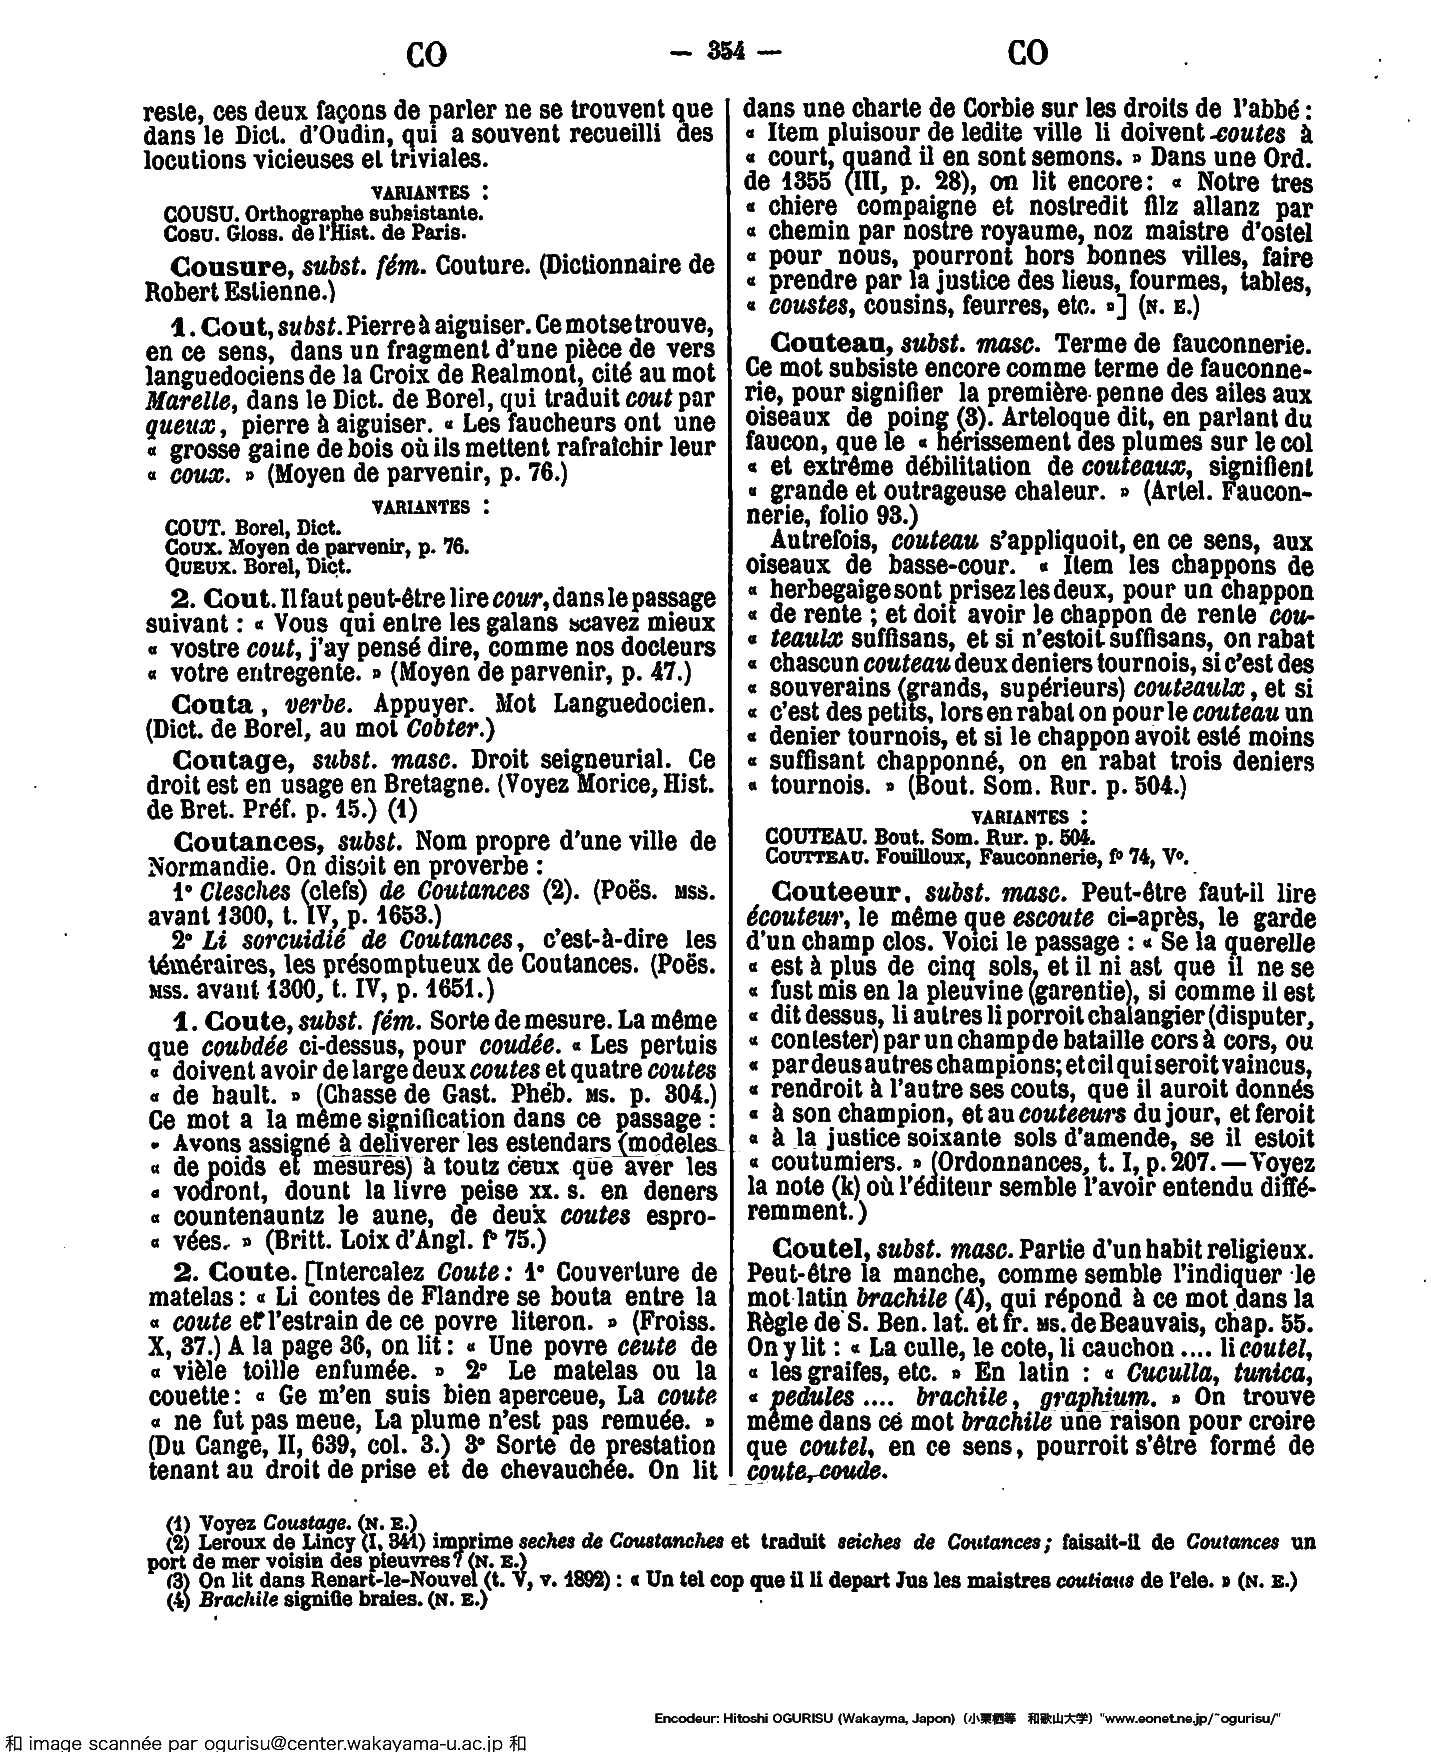 CO — 354 — CO
reste, ces deux façons de parler ne se trouvent que
dans le Dict. d'Oudin, qui a souvent recueilli des
locutions vicieuses et triviales.
VARIANTES :
COUSU. Orthographe subsistante.
COSU. Gloss. de l'Hist. de Paris.
Cousure, subst. fém. Couture. (Dictionnaire de
Robert Estienne.)
1. Cout, subst. Pierre à aiguiser. Ce mot se trouve,
en ce sens, dans un fragment d'une pièce de vers
languedociens de la Croix de Realmont, cité au mot
Marelle, dans le Dict. de Borel, qui traduit cout par
queux, pierre à aiguiser. « Les faucheurs ont une
« grosse gaine de bois où ils mettent rafraîchir leur
« coux. » (Moyen de parvenir, p. 76.)
VARIANTES :
COUT. Borel, Dict.
COUX. Moyen de parvenir, p. 76.
QUEUX. Borel, Dict.
2. Cout. Il faut peut-être lire cour, dans le passage
suivant : « Vous qui entre les galans scavez mieux
« vostre cout, j'ay pensé dire, comme nos docteurs
« votre entregente. » (Moyen de parvenir, p. 47.)
Couta, verbe. Appuyer. Mot Languedocien.
(Dict. de Borel, au mot Cobter.)
Coutage, subst. masc. Droit seigneurial. Ce
droit est en usage en Bretagne. (Voyez Morice, Hist.
de Bret. Préf. p. 15.) (1)
Coutances, subst. Nom propre d'une ville de
Normandie. On disoit en proverbe :
1° Clesches (clefs) de Coutances (2). (Poës. MSS.
avant 1300, t. IV, p. 1653.)
2° Li sorcuidié de Coutances, c'est-à-dire les
téméraires, les présomptueux de Coutances. (Poës.
MSS. avant 1300, t. IV, p. 1651.)
1. Coute, subst. fém. Sorte de mesure. La même
que coubdée ci-dessus, pour coudée. « Les pertuis
« doivent avoir de large deux coutes et quatre coutes
« de hault. » (Chasse de Gast. Phéb. MS. p. 304.)
Ce mot a la même signification dans ce passage :
« Avons assigné à deliverer les estendars (modeles
« de poids et mesures) à toutz ceux que aver les
« vodront, dount la livre peise xx. s. en deners
« countenauntz le aune, de deux coutes espro-
« vées. » (Britt. Loix d'Angl. f° 75.)
2. Coute. [Intercalez Coute : 1° Couverture de
matelas : « Li contes de Flandre se bouta entre la
« coute et l'estrain de ce povre literon. » (Froiss.
X, 37.) A la page 36, on lit : « Une povre ceute de
« vièle toille enfumée. » 2° Le matelas ou la
couette : « Ge m'en suis bien aperceue, La coute
« ne fut pas meue, La plume n'est pas remuée. »
(Du Cange, II, 639, col. 3.) 3° Sorte de prestation
tenant au droit de prise et de chevauchée. On lit
dans une charte de Corbie sur les droits de l'abbé :
« Item pluisour de ledite ville li doivent coutes à
« court, quand il en sont semons. » Dans une Ord.
de 1355 (III, p. 28), on lit encore : « Notre tres
« chiere compaigne et nostredit filz allanz par
« chemin par nostre royaume, noz maistre d'ostel
« pour nous, pourront hors bonnes villes, faire
« prendre par la justice des lieus, fourmes, tables,
« coustes, cousins, feurres, etc. »] (N. E.)
Couteau, subst. masc. Terme de fauconnerie.
Ce mot subsiste encore comme terme de fauconne-
rie, pour signifier la première penne des ailes aux
oiseaux de poing (3). Arteloque dit, en parlant du
faucon, que le « hérissement des plumes sur le col
« et extrême débilitation de couteaux, signifient
« grande et outrageuse chaleur. » (Artel. Faucon-
nerie, folio 93.)
Autrefois, couteau s'appliquoit, en ce sens, aux
oiseaux de basse-cour. « Item les chappons de
« herbegaige sont prisez les deux, pour un chappon
« de rente ; et doit avoir le chappon de rente cou-
« teaulx suffisans, et si n'estoit suffisans, on rabat
« chascun couteau deux deniers tournois, si c'est des
« souverains (grands, supérieurs) couteaulx, et si
« c'est des petits, lors en rabat on pour le couteau un
« denier tournois, et si le chappon avoit esté moins
« suffisant chapponné, on en rabat trois deniers
« tournois. » (Bout. Som. Rur. p. 504.)
VARIANTES :
COUTEAU. Bout. Som. Rur. p. 504.
COUTTEAU. Fouilloux, Fauconnerie, f° 74, V°.
Couteeur, subst. masc. Peut-être faut-il lire
écouteur, le même que escoute ci-après, le garde
d'un champ clos. Voici le passage : « Se la querelle
« est à plus de cinq sols, et il ni ast que il ne se
« fust mis en la pleuvine (garentie), si comme il est
« dit dessus, li autres li porroit chalangier (disputer,
« contester) par un champ de bataille cors à cors, ou
« par deus autres champions; et cil qui seroit vaincus,
« rendroit à l'autre ses couts, que il auroit donnés
« à son champion, et au couteeurs du jour, et feroit
« à la justice soixante sols d'amende, se il estoit
« coutumiers. » (Ordonnances, t. I, p. 207. — Voyez
la note (k) où l'éditeur semble l'avoir entendu diffé-
remment.)
Coutel, subst. masc. Partie d'un habit religieux.
Peut-être la manche, comme semble l'indiquer le
mot latin brachile (4), qui répond à ce mot dans la
Règle de S. Ben. lat. et fr. MS. de Beauvais, chap. 55.
On y lit : « La culle, le cote, li cauchon .... li coutel,
« les graifes, etc. » En latin : « Cuculla, tunica,
« pedules .... brachile, graphium. » On trouve
même dans ce mot brachile une raison pour croire
que coutel, en ce sens, pourroit s'être formé de
coute, coude.
(1) Voyez Coustage. (N. E.)
(2) Leroux de Lincy (I, 341) imprime seches de Coustanches et traduit seiches de Coutances ; faisait-il de Coutances un
port de mer voisin des pieuvres ? (N. E.)
(3) On lit dans Renart-le-Nouvel (t. V, v. 1892) : « Un tel cop que il li depart Jus les maistres coutiaus de l'ele. » (N. E.)
(4) Brachile signifie braies. (N. E.)
Encodeur: Hitoshi OGURISU (Wakayma, Japon) (小栗栖等 和歌山大学) "www.eonet.ne.jp/~ogurisu/"
和 image scannée par ogurisu@center.wakayama-u.ac.jp 和